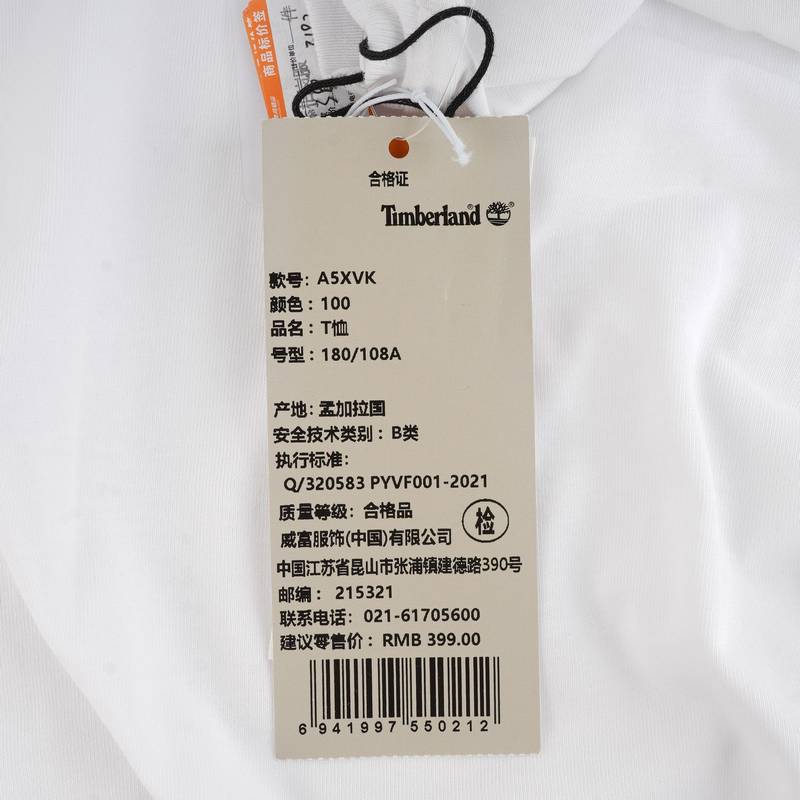 商品标价签
件
合格证
Timberland®
款号: A5XVK
颜色: 100
品名: T恤
号型: 180/108A
产地: 孟加拉国
安全技术类别: B类
执行标准:
Q/320583 PYVF001-2021
质量等级: 合格品
检
威富服饰(中国)有限公司
中国江苏省昆山市张浦镇建德路390号
邮编: 215321
联系电话: 021-61705600
建议零售价: RMB 399.00
6 941997 550212